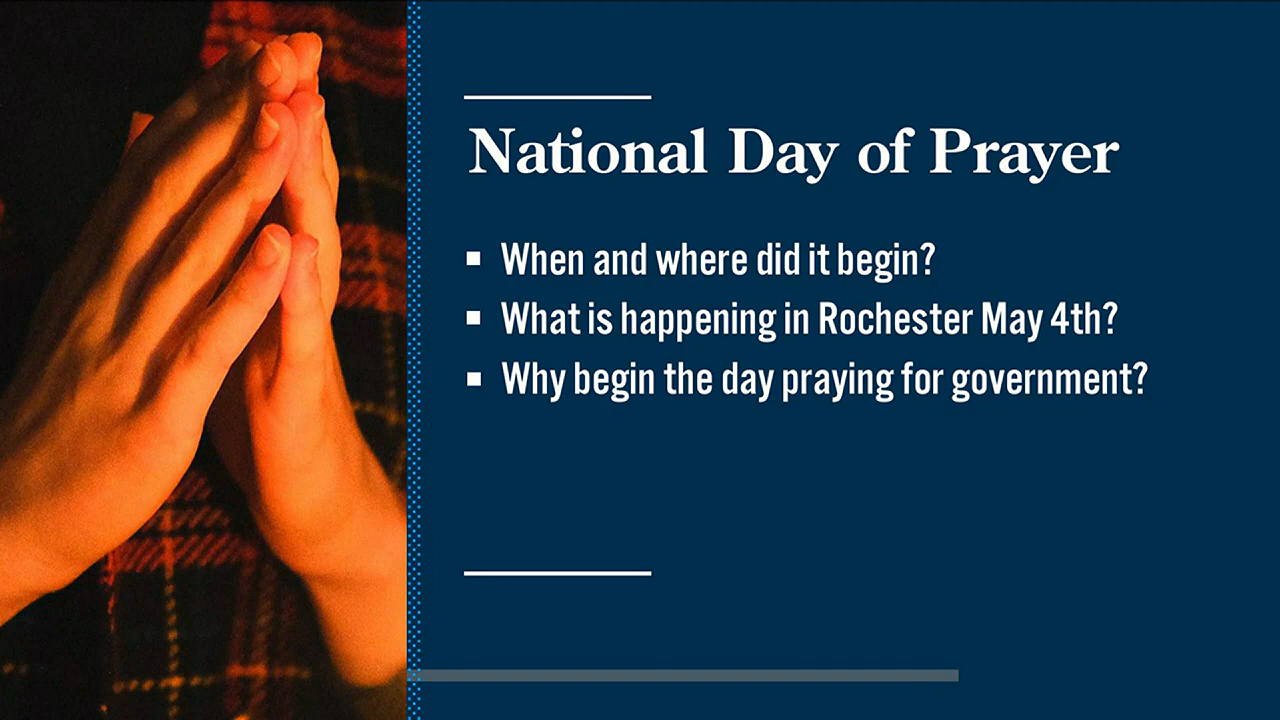 National Day of Prayer
▪ When and where did it begin?
▪ What is happening in Rochester May 4th?
▪ Why begin the day praying for government?